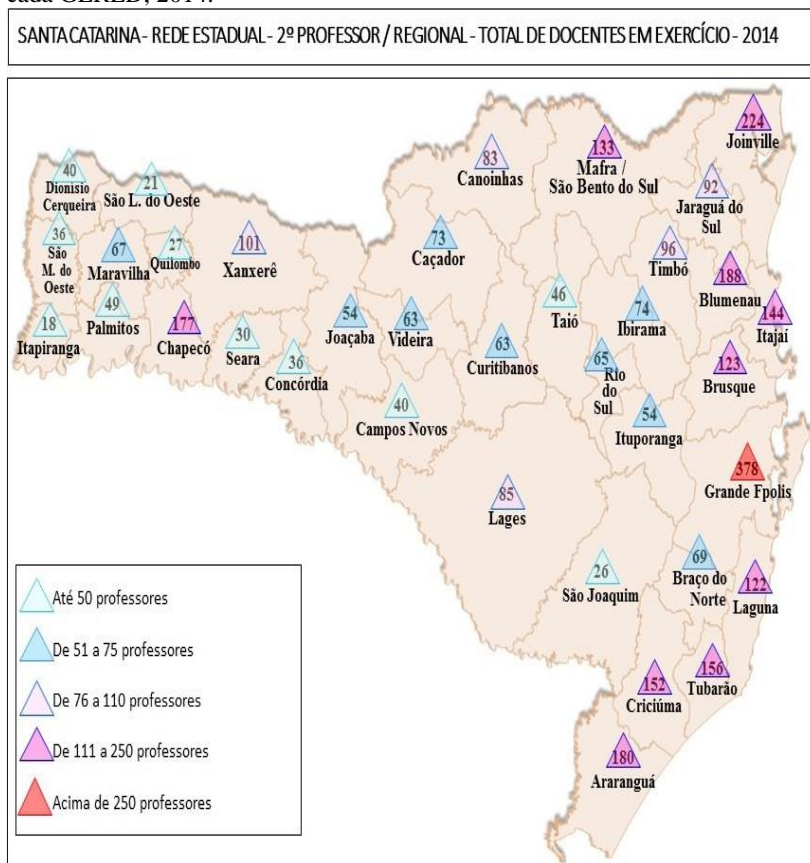 cada GERED, 2014.
SANTA CATARINA - REDE ESTADUAL - 2º PROFESSOR / REGIONAL - TOTAL DE DOCENTES EM EXERCÍCIO - 2014
224
Joinville
40
Dionisio
Cerqueira
21
São L. do Oeste
83
Canoinhas
133
Mafra /
São Bento do Sul
92
Jaraguá do
Sul
36
São
M. do
Oeste
67
Maravilha
27
Quilombo
101
Xanxerê
73
Caçador
96
Timbó
188
Blumenau
144
Itajaí
18
Itapiranga
49
Palmitos
177
Chapecó
30
Seara
36
Concórdia
54
Joaçaba
63
Videira
63
Curitibanos
46
Taió
74
Ibirama
65
Rio
do
Sul
123
Brusque
40
Campos Novos
54
Ituporanga
378
Grande Fpolis
85
Lages
26
São Joaquim
69
Braço do
Norte
122
Laguna
152
Criciúma
156
Tubarão
180
Araranguá
Até 50 professores
De 51 a 75 professores
De 76 a 110 professores
De 111 a 250 professores
Acima de 250 professores